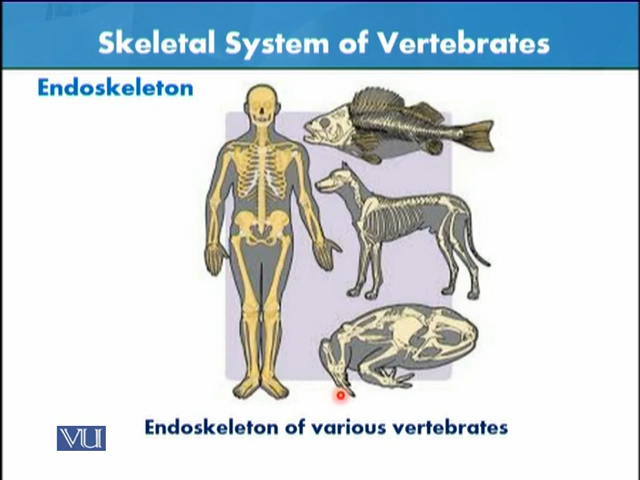 Skeletal System of Vertebrates
Endoskeleton
Endoskeleton of various vertebrates
VU